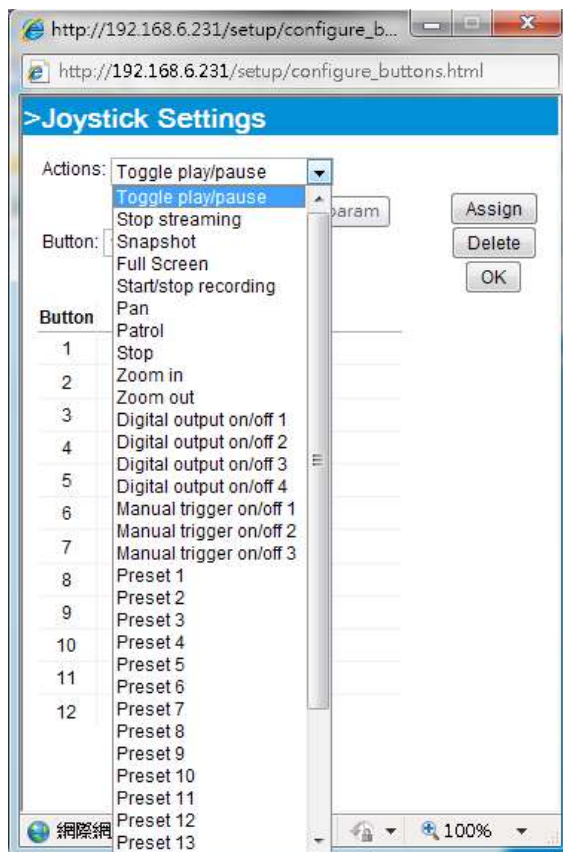 http://192.168.6.231/setup/configure_b...
http://192.168.6.231/setup/configure_buttons.html
>Joystick Settings
Actions: Toggle play/pause
Toggle play/pause
Stop streaming
param
Assign
Button:
Snapshot
Delete
Full Screen
OK
Start/stop recording
Button
Pan
Patrol
1
Stop
2
Zoom in
Zoom out
3
Digital output on/off 1
4
Digital output on/off 2
Digital output on/off 3
5
Digital output on/off 4
6
Manual trigger on/off 1
Manual trigger on/off 2
7
Manual trigger on/off 3
8
Preset 1
Preset 2
9
Preset 3
10
Preset 4
Preset 5
11
Preset 6
12
Preset 7
Preset 8
Preset 9
Preset 10
Preset 11
Preset 12
網際網
100%
Preset 13